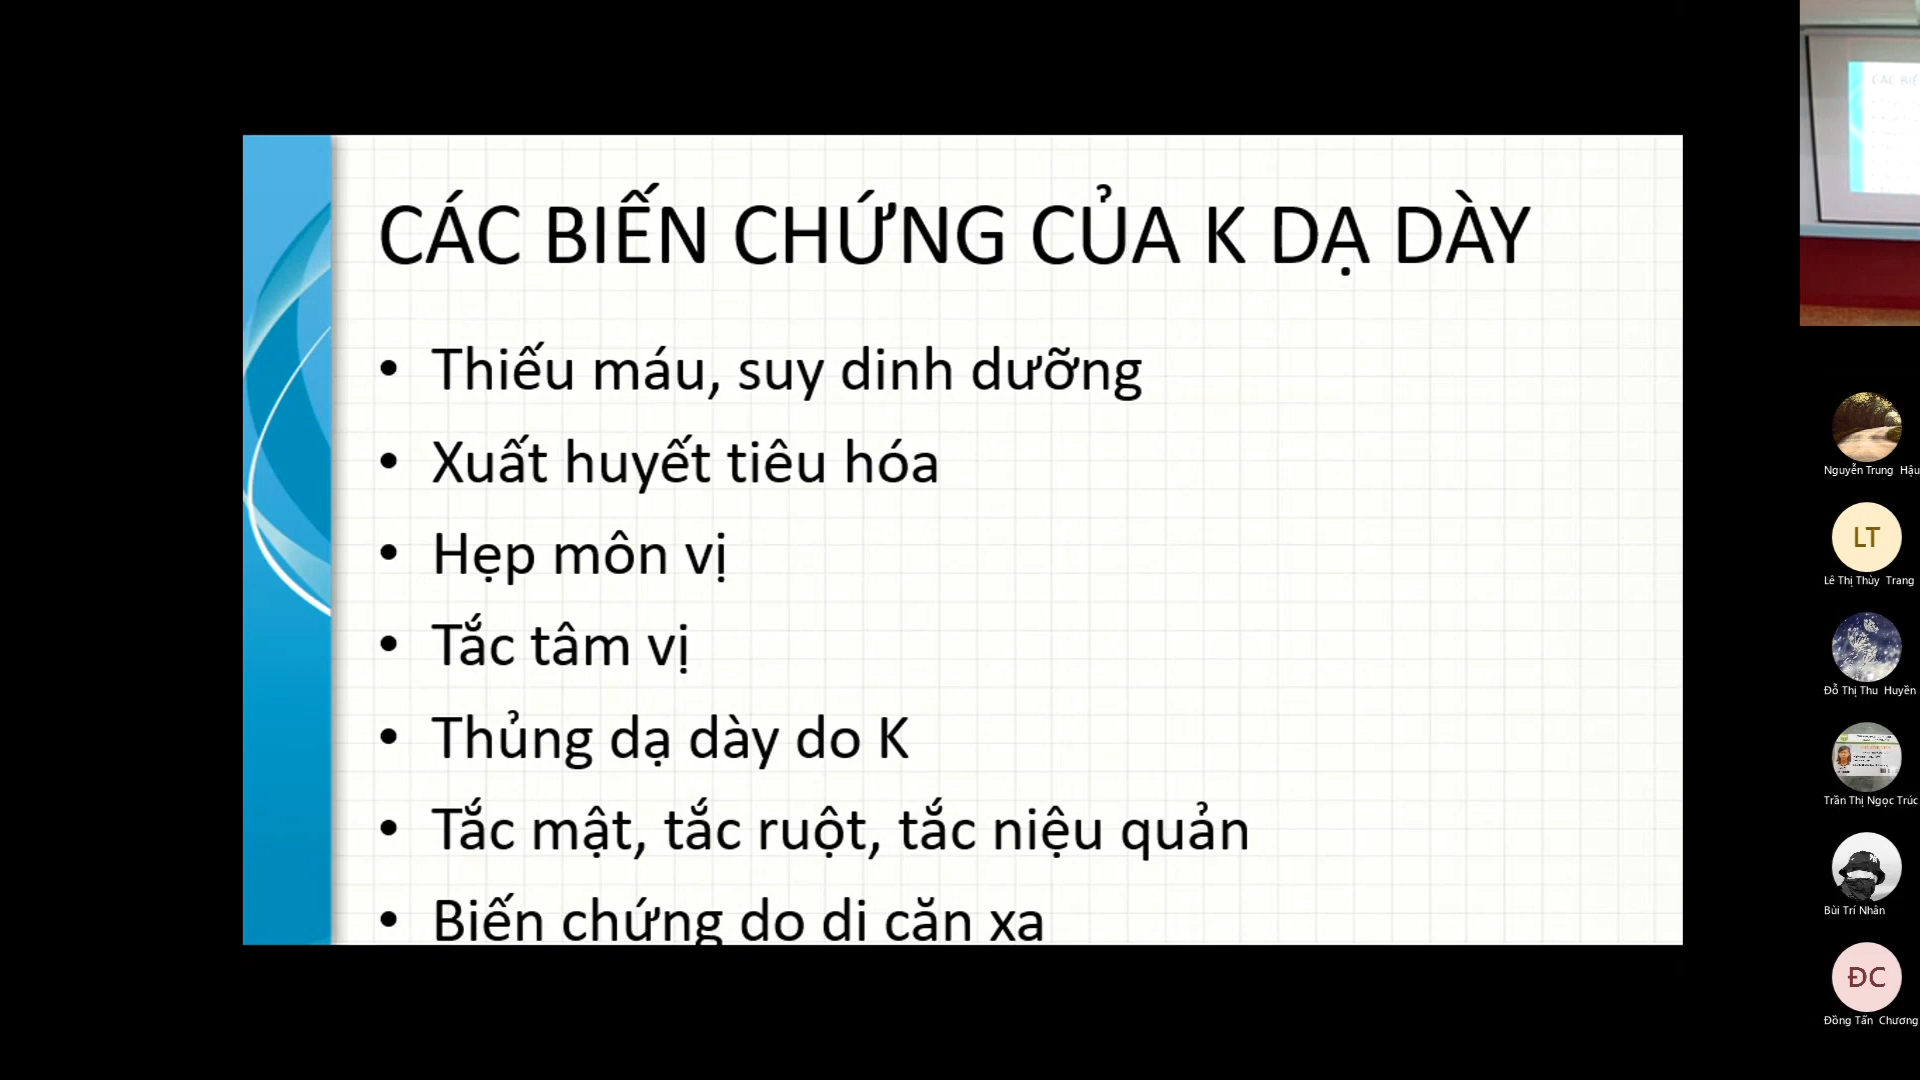 CÁC BIẾN CHỨNG CỦA K DẠ DÀY
• Thiếu máu, suy dinh dưỡng
• Xuất huyết tiêu hóa
• Hẹp môn vị
• Tắc tâm vị
• Thủng dạ dày do K
• Tắc mật, tắc ruột, tắc niệu quản
• Biến chứng do di căn xa
CÁC BIẾ
Nguyễn Trung Hậu
LT
Lê Thị Thùy Trang
Đỗ Thị Thu Huyền
Trần Thị Ngọc Trúc
Bùi Trí Nhân
ĐC
Đồng Tấn Chương